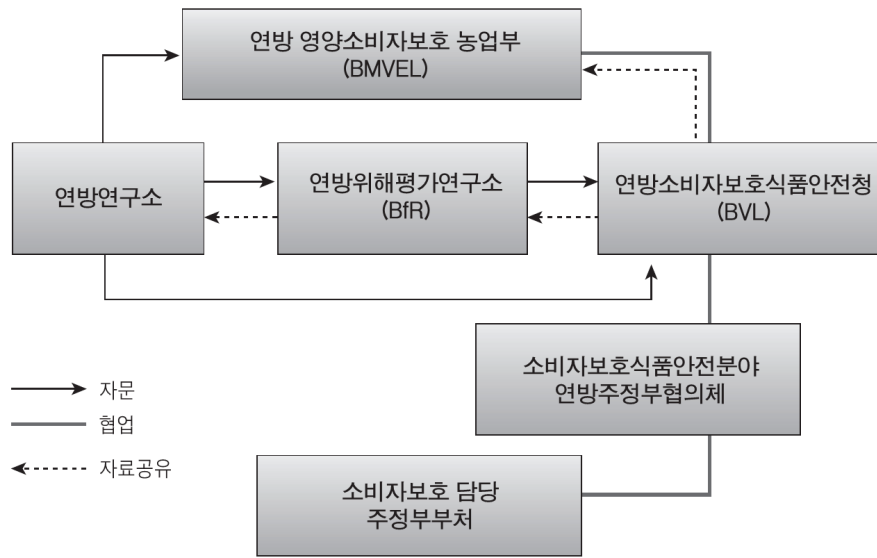 연방 영양소비자보호 농업부
(BMVEL)
연방연구소
연방위해평가연구소
(BfR)
연방소비자보호식품안전청
(BVL)
소비자보호식품안전분야
연방주정부협의체
자문
협업
자료공유
소비자보호 담당
주정부부처